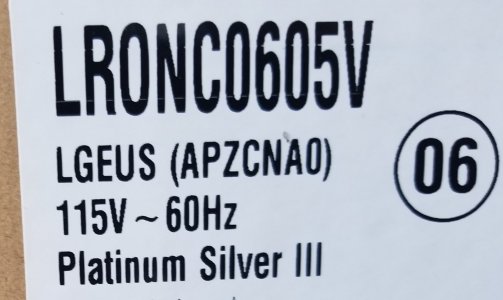 LRONC0605V
LGEUS (APZCNA0)
06
115V ~ 60Hz
Platinum Silver III